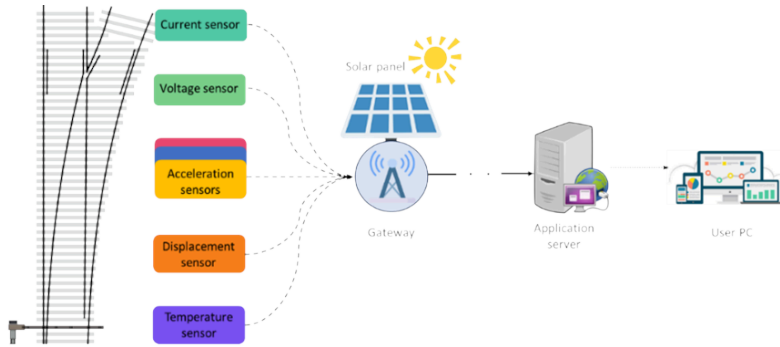 Current sensor
Voltage sensor
Acceleration
sensors
Displacement
sensor
Temperature
sensor
Solar panel
Gateway
Application
server
User PC